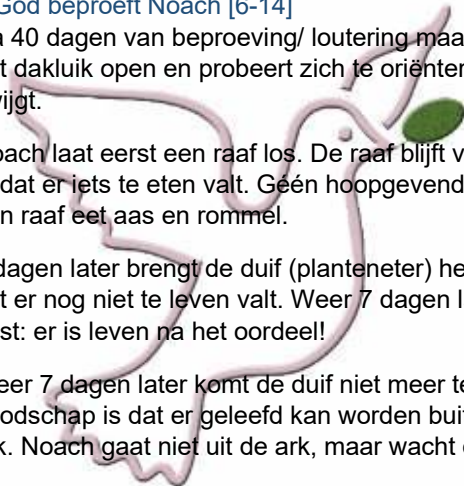 God beproeft Noach [6-14]
a 40 dagen van beproeving/ loutering maa
t dakluik open en probeert zich te oriënter
vijgt.
oach laat eerst een raaf los. De raaf blijft v
dat er iets te eten valt. Géén hoopgevend
n raaf eet aas en rommel.
dagen later brengt de duif (planteneter) he
t er nog niet te leven valt. Weer 7 dagen l
st: er is leven na het oordeel!
eer 7 dagen later komt de duif niet meer te
oodschap is dat er geleefd kan worden buit
k. Noach gaat niet uit de ark, maar wacht